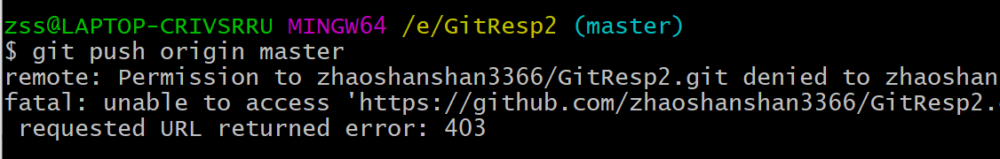 zss@LAPTOP-CRIVSRRU MINGW64 /e/GitResp2 (master)
$ git push origin master
remote: Permission to zhaoshanshan3366/GitResp2.git denied to zhaoshan
fatal: unable to access 'https://github.com/zhaoshanshan3366/GitResp2.
requested URL returned error: 403